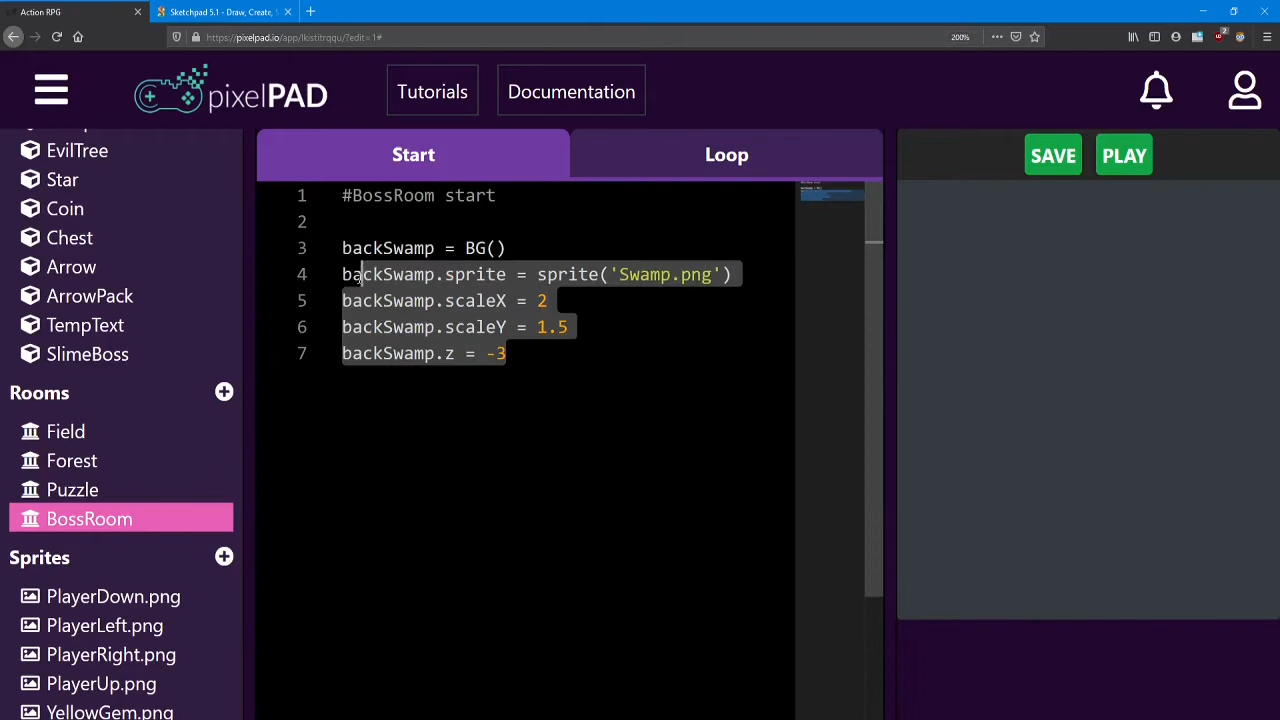 Action RPG
Sketchpad 5.1 - Draw, Create, S
https://pixelpad.io/app/lkistitrqqu/?edit=1#
200%
2
pixelPAD
Tutorials
Documentation
EvilTree
Star
Coin
Chest
Arrow
ArrowPack
TempText
SlimeBoss
Rooms
Field
Forest
Puzzle
BossRoom
Sprites
PlayerDown.png
PlayerLeft.png
PlayerRight.png
PlayerUp.png
YellowGem.png
Start
Loop
1 #BossRoom start
2
3 backSwamp = BG()
4 backSwamp.sprite = sprite('Swamp.png')
5 backSwamp.scaleX = 2
6 backSwamp.scaleY = 1.5
7 backSwamp.z = -3
SAVE
PLAY